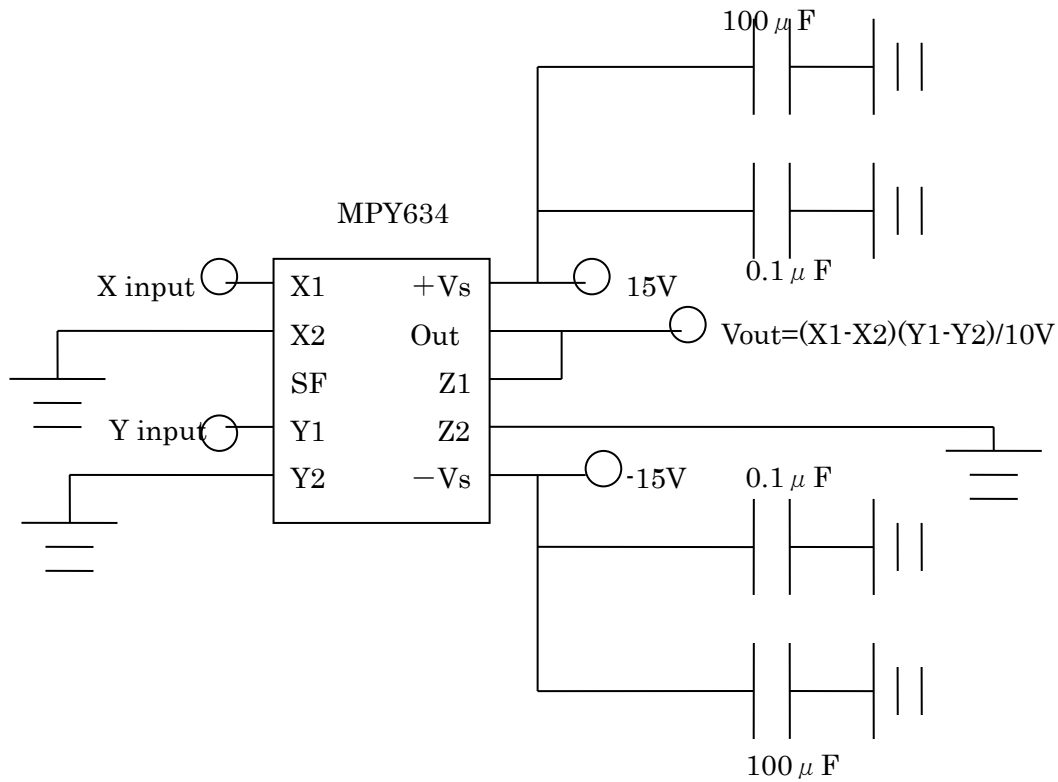 100μF
MPY634
0.1μF
X input
X1
+Vs
15V
X2
Out
Vout=(X1-X2)(Y1-Y2)/10V
SF
Z1
Y input
Y1
Z2
Y2
−Vs
-15V
0.1μF
100μF